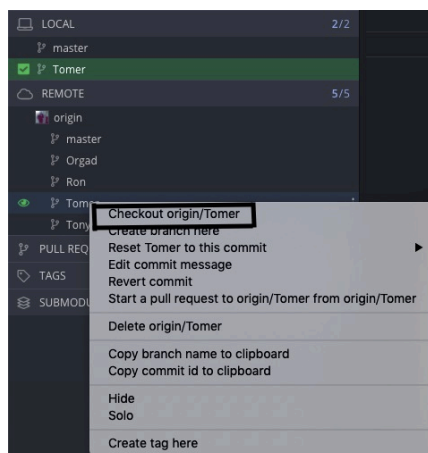 LOCAL 2/2
master
Tomer
REMOTE 5/5
origin
master
Orgad
Ron
Tomer
Tony
PULL REQ
TAGS
SUBMODU
Checkout origin/Tomer
Create branch here
Reset Tomer to this commit
Edit commit message
Revert commit
Start a pull request to origin/Tomer from origin/Tomer
Delete origin/Tomer
Copy branch name to clipboard
Copy commit id to clipboard
Hide
Solo
Create tag here